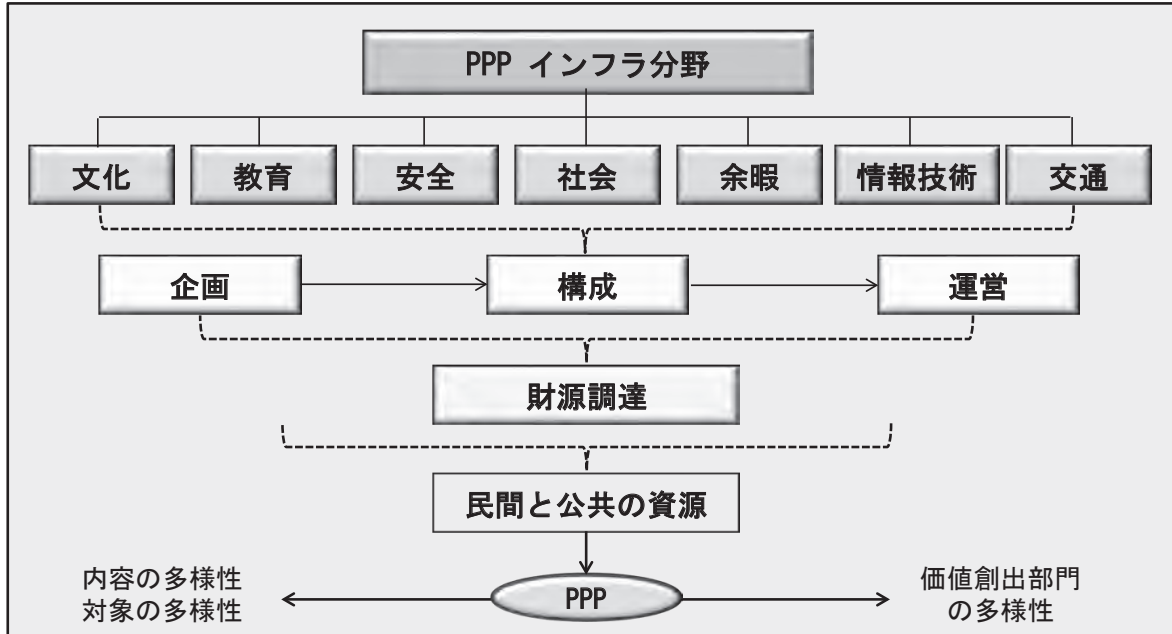 PPP インフラ分野
文化 教育 安全 社会 余暇 情報技術 交通
企画 構成 運営
財源調達
民間と公共の資源
内容の多様性
対象の多様性
PPP
価値創出部門
の多様性